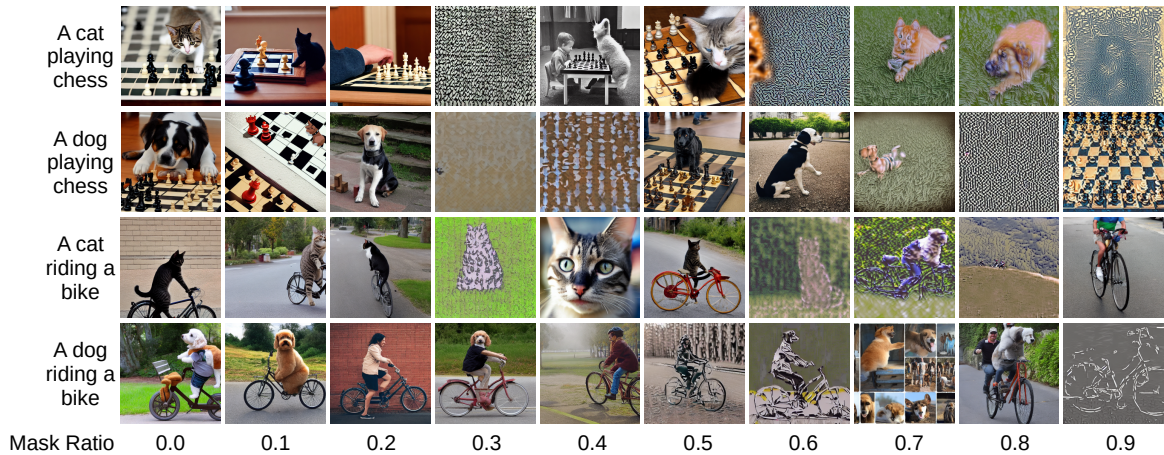 A cat
playing
chess
A dog
playing
chess
A cat
riding a
bike
A dog
riding a
bike
Mask Ratio 0.0 0.1 0.2 0.3 0.4 0.5 0.6 0.7 0.8 0.9